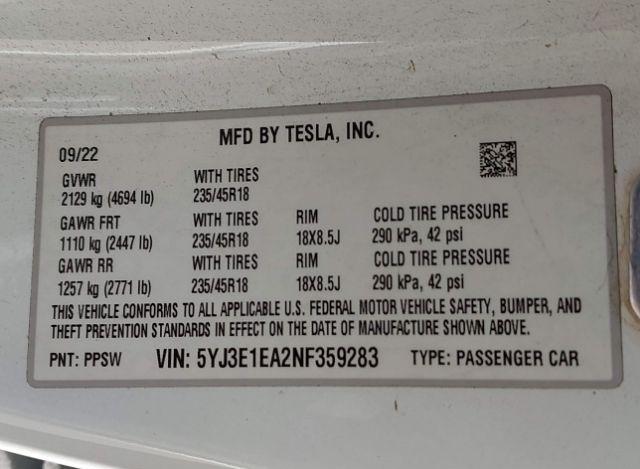 MFD BY TESLA, INC.
09/22
GVWR WITH TIRES
2129 kg (4694 lb) 235/45R18
GAWR FRT WITH TIRES RIM COLD TIRE PRESSURE
1110 kg (2447 lb) 235/45R18 18X8.5J 290 kPa, 42 psi
GAWR RR WITH TIRES RIM COLD TIRE PRESSURE
1257 kg (2771 lb) 235/45R18 18X8.5J 290 kPa, 42 psi
THIS VEHICLE CONFORMS TO ALL APPLICABLE U.S. FEDERAL MOTOR VEHICLE SAFETY, BUMPER, AND
THEFT PREVENTION STANDARDS IN EFFECT ON THE DATE OF MANUFACTURE SHOWN ABOVE.
PNT: PPSW VIN: 5YJ3E1EA2NF359283 TYPE: PASSENGER CAR